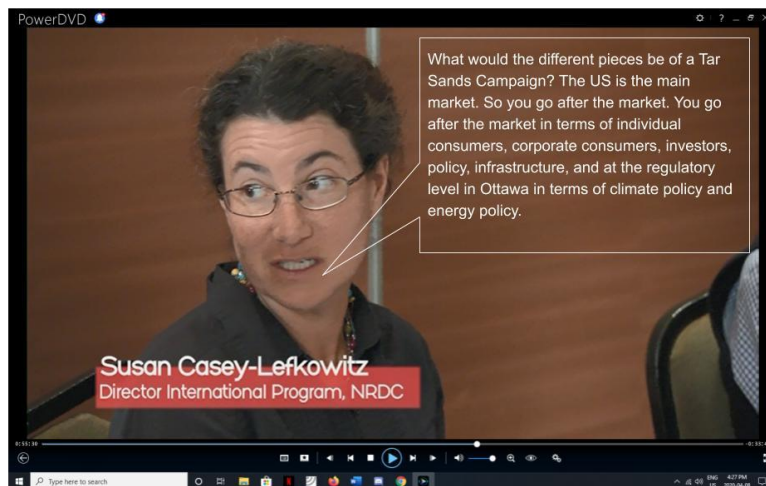 PowerDVD
What would the different pieces be of a Tar
Sands Campaign? The US is the main
market. So you go after the market. You go
after the market in terms of individual
consumers, corporate consumers, investors,
policy, infrastructure, and at the regulatory
level in Ottawa in terms of climate policy and
energy policy.
Susan Casey-Lefkowitz
Director International Program, NRDC
Type here to search
ENG
4:27 PM